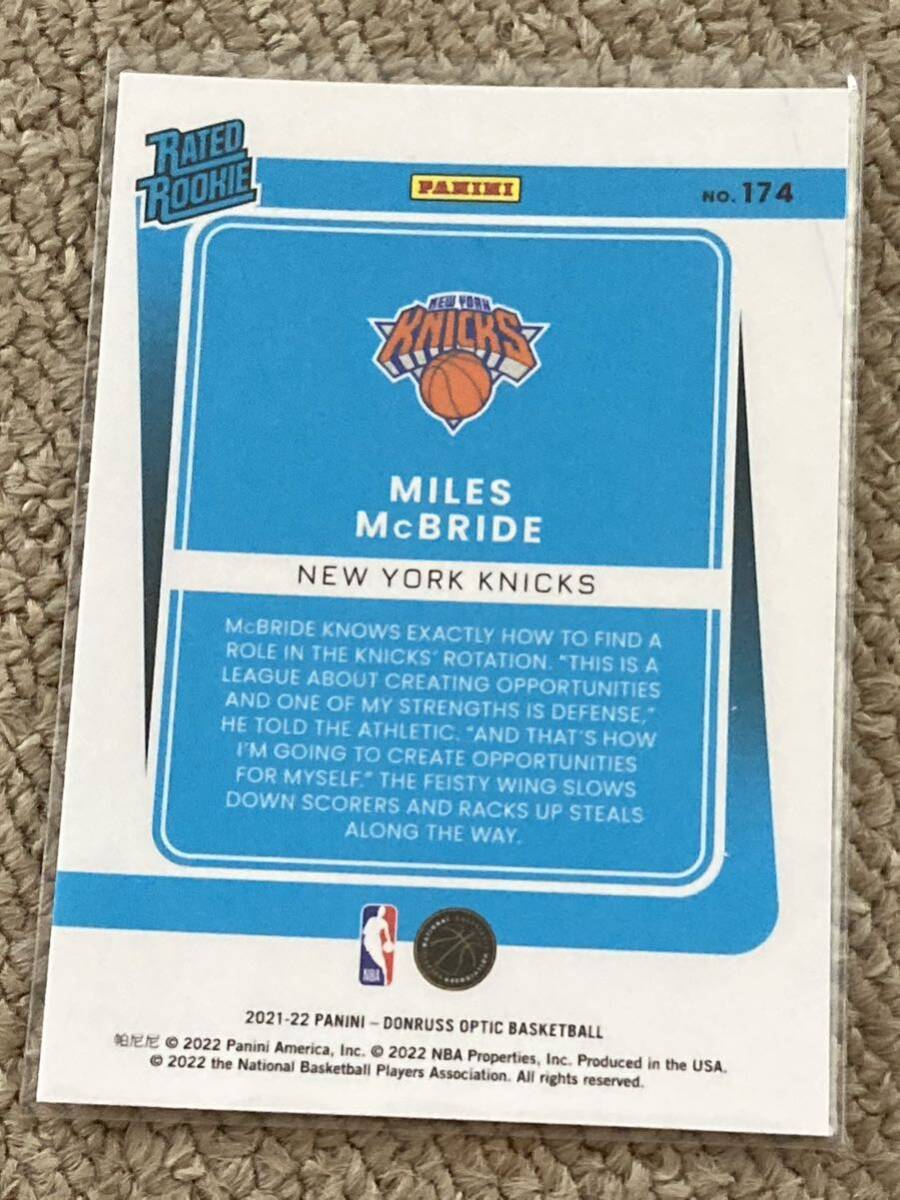 RATED
ROOKIE
PANINI
NO. 174
NEW YORK
KNICKS
MILES
McBRIDE
NEW YORK KNICKS
McBRIDE KNOWS EXACTLY HOW TO FIND A
ROLE IN THE KNICKS' ROTATION. "THIS IS A
LEAGUE ABOUT CREATING OPPORTUNITIES
AND ONE OF MY STRENGTHS IS DEFENSE,"
HE TOLD THE ATHLETIC. "AND THAT'S HOW
I'M GOING TO CREATE OPPORTUNITIES
FOR MYSELF." THE FEISTY WING SLOWS
DOWN SCORERS AND RACKS UP STEALS
ALONG THE WAY.
NBA
2021-22 PANINI – DONRUSS OPTIC BASKETBALL
帕尼尼 © 2022 Panini America, Inc. © 2022 NBA Properties, Inc. Produced in the USA.
© 2022 the National Basketball Players Association. All rights reserved.